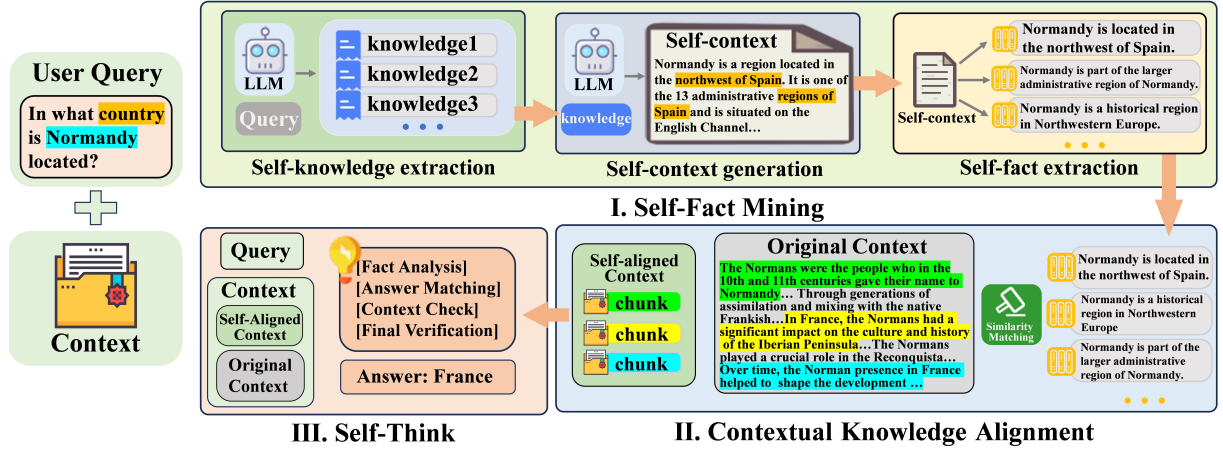 User Query
In what country
is Normandy
located?
Context
LLM
Query
knowledge1
knowledge2
knowledge3
Self-knowledge extraction
LLM
knowledge
Self-context
Normandy is a region located in
the northwest of Spain. It is one of
the 13 administrative regions of
Spain and is situated on the
English Channel…
Self-context generation
Self-context
Normandy is located in
the northwest of Spain.
Normandy is part of the larger
administrative region of Normandy.
Normandy is a historical region
in Northwestern Europe.
Self-fact extraction
I. Self-Fact Mining
Query
Context
Self-Aligned
Context
Original
Context
[Fact Analysis]
[Answer Matching]
[Context Check]
[Final Verification]
Answer: France
III. Self-Think
Self-aligned
Context
chunk
chunk
chunk
Original Context
The Normans were the people who in the
10th and 11th centuries gave their name to
Normandy… Through generations of
assimilation and mixing with the native
Frankish…In France, the Normans had a
significant impact on the culture and history
of the Iberian Peninsula…The Normans
played a crucial role in the Reconquista…
Over time, the Norman presence in France
helped to shape the development …
Similarity
Matching
Normandy is located in
the northwest of Spain.
Normandy is a historical
region in Northwestern
Europe
Normandy is part of the
larger administrative
region of Normandy.
II. Contextual Knowledge Alignment